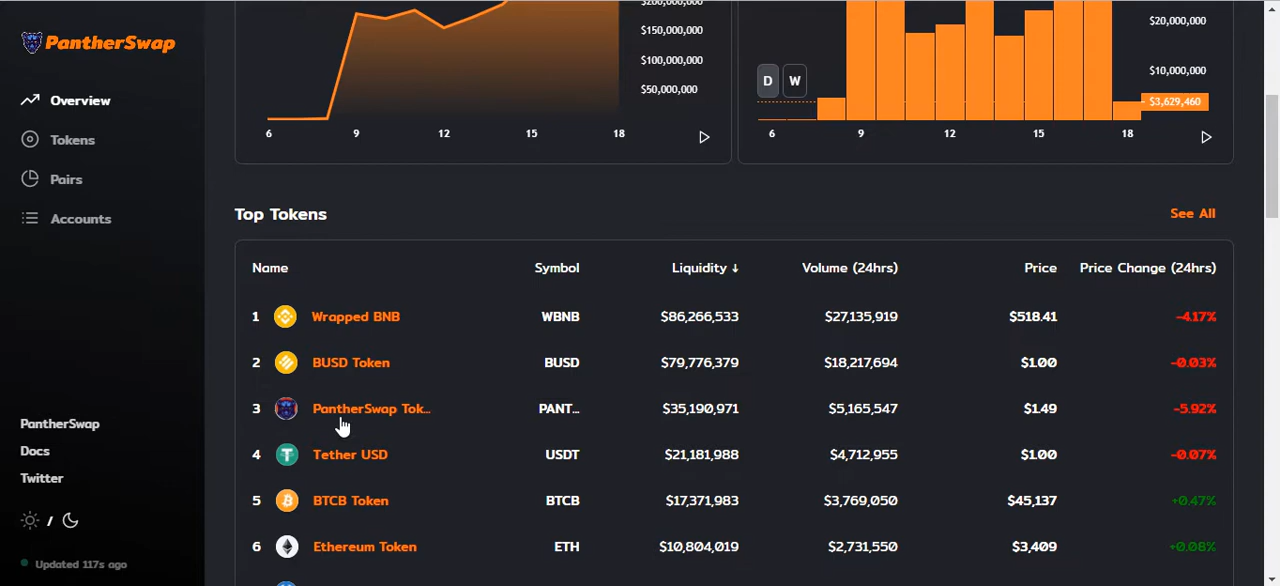 PantherSwap
Overview
Tokens
Pairs
Accounts
PantherSwap
Docs
Twitter
/
Updated 117s ago
$200,000,000
$150,000,000
$100,000,000
$50,000,000
6 9 12 15 18
D W
$20,000,000
$10,000,000
$3,629,460
6 9 12 15 18
Top Tokens See All
Name Symbol Liquidity ↓ Volume (24hrs) Price Price Change (24hrs)
1 Wrapped BNB WBNB $86,266,533 $27,135,919 $518.41 -4.17%
2 BUSD Token BUSD $79,776,379 $18,217,694 $1.00 -0.03%
3 PantherSwap Tok... PANT... $35,190,971 $5,165,547 $1.49 -5.92%
4 Tether USD USDT $21,181,988 $4,712,955 $1.00 -0.07%
5 BTCB Token BTCB $17,371,983 $3,769,050 $45,137 +0.47%
6 Ethereum Token ETH $10,804,019 $2,731,550 $3,409 +0.08%